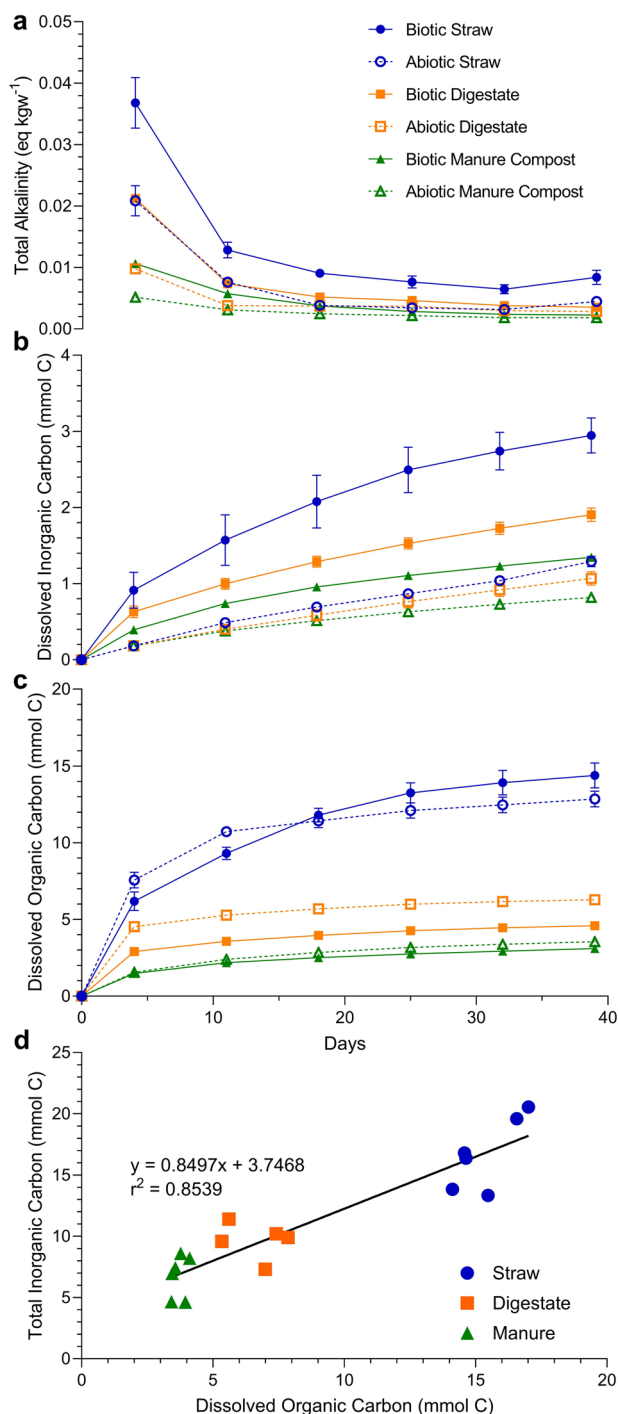 a
Total Alkalinity (eq kgw⁻¹)
0.05
0.04
0.03
0.02
0.01
0.00
Biotic Straw
Abiotic Straw
Biotic Digestate
Abiotic Digestate
Biotic Manure Compost
Abiotic Manure Compost
b
Dissolved Inorganic Carbon (mmol C)
4
3
2
1
0
c
Dissolved Organic Carbon (mmol C)
20
15
10
5
0
0 10 20 30 40
Days
d
Total Inorganic Carbon (mmol C)
25
20
15
10
5
0
y = 0.8497x + 3.7468
r² = 0.8539
Straw
Digestate
Manure
0 5 10 15 20
Dissolved Organic Carbon (mmol C)